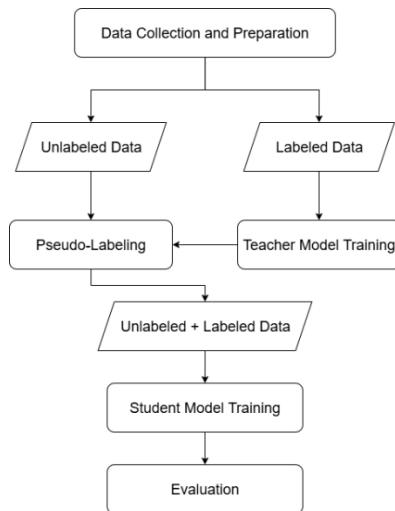 Data Collection and Preparation
Unlabeled Data
Labeled Data
Pseudo-Labeling
Teacher Model Training
Unlabeled + Labeled Data
Student Model Training
Evaluation